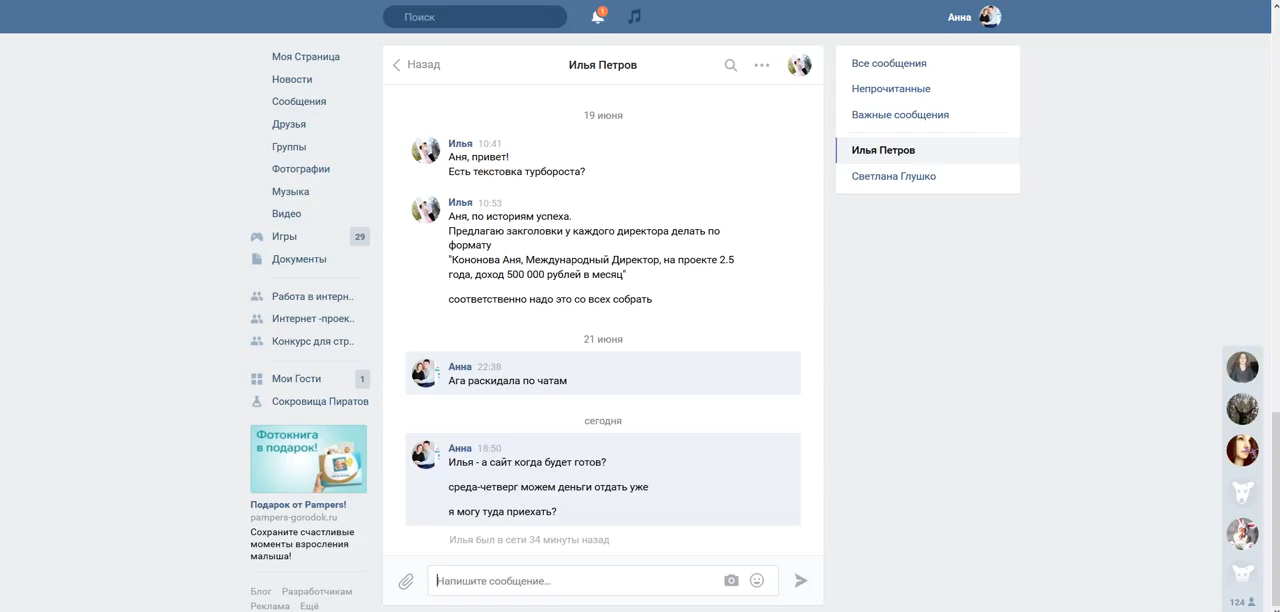 Поиск
1
Анна
Моя Страница
Новости
Сообщения
Друзья
Группы
Фотографии
Музыка
Видео
Игры
29
Документы
Работа в интерн..
Интернет -проек..
Конкурс для стр..
Мои Гости
1
Сокровища Пиратов
Фотокнига
в подарок!
Подарок от Pampers!
pampers-gorodok.ru
Сохраните счастливые
моменты взросления
малыша!
Блог Разработчикам
Реклама Ещё
Назад
Илья Петров
19 июня
Илья 10:41
Аня, привет!
Есть текстовка турбороста?
Илья 10:53
Аня, по историям успеха.
Предлагаю закголовки у каждого директора делать по
формату
"Кононова Аня, Международный Директор, на проекте 2.5
года, доход 500 000 рублей в месяц"
соответственно надо это со всех собрать
21 июня
Анна 22:38
Ага раскидала по чатам
сегодня
Анна 18:50
Илья - а сайт когда будет готов?
среда-четверг можем деньги отдать уже
я могу туда приехать?
Илья был в сети 34 минуты назад
Напишите сообщение...
Все сообщения
Непрочитанные
Важные сообщения
Илья Петров
Светлана Глушко
124